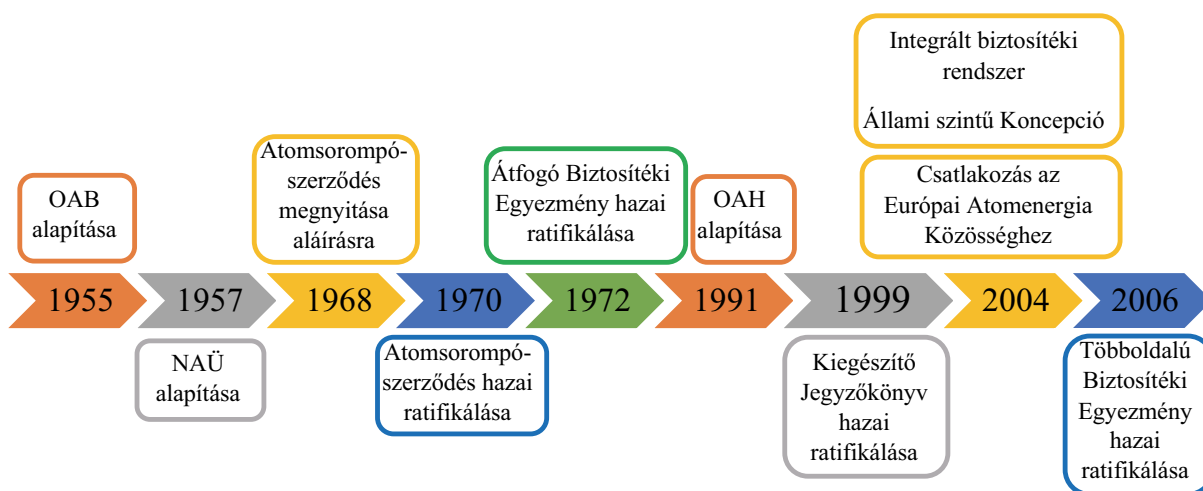 Integrált biztosítéki
rendszer
Állami szintű Koncepció
Atomsorompó-
szerződés
megnyitása
aláírásra
Átfogó Biztosítéki
Egyezmény hazai
ratifikálása
OAB
alapítása
OAH
alapítása
Csatlakozás az
Európai Atomenergia
Közösséghez
1955
1957
1968
1970
1972
1991
1999
2004
2006
NAÜ
alapítása
Atomsorompó-
szerződés hazai
ratifikálása
Kiegészítő
Jegyzőkönyv
hazai
ratifikálása
Többoldalú
Biztosítéki
Egyezmény
hazai
ratifikálása